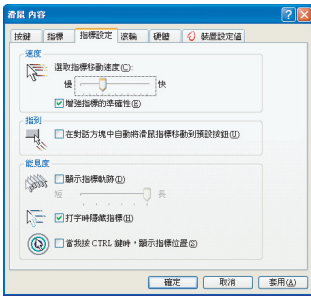 滑鼠 內容
按鍵 指標 指標設定 滾輪 硬體 裝置設定值
速度
選取指標移動速度(C):
慢 快
增強指標的準確性(E)
指到
在對話方塊中自動將滑鼠指標移動到預設按鈕(U)
能見度
顯示指標軌跡(D)
短 長
打字時隱藏指標(H)
當我按 CTRL 鍵時，顯示指標位置(S)
確定 取消 套用(A)